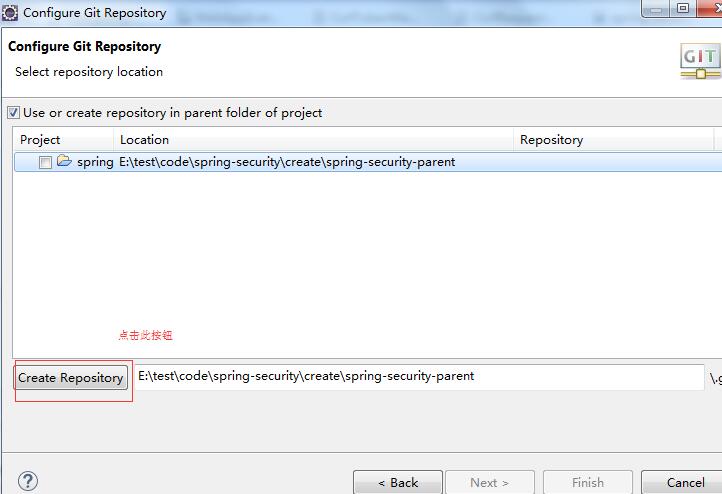 Configure Git Repository
Configure Git Repository
Select repository location
GIT
Use or create repository in parent folder of project
Project Location Repository
spring E:\test\code\spring-security\create\spring-security-parent
点击此按钮
Create Repository E:\test\code\spring-security\create\spring-security-parent \.g
? < Back Next > Finish Cancel